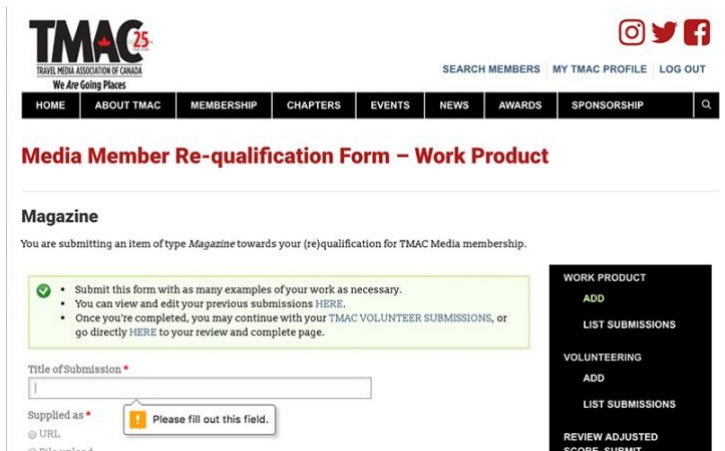 TMAC 25
TRAVEL MEDIA ASSOCIATION OF CANADA
We Are Going Places
SEARCH MEMBERS MY TMAC PROFILE LOG OUT
HOME ABOUT TMAC MEMBERSHIP CHAPTERS EVENTS NEWS AWARDS SPONSORSHIP
Media Member Re-qualification Form – Work Product
Magazine
You are submitting an item of type Magazine towards your (re)qualification for TMAC Media membership.
• Submit this form with as many examples of your work as necessary.
• You can view and edit your previous submissions HERE.
• Once you're completed, you may continue with your TMAC VOLUNTEER SUBMISSIONS, or
go directly HERE to your review and complete page.
Title of Submission *
Please fill out this field.
Supplied as *
URL
File upload
WORK PRODUCT
ADD
LIST SUBMISSIONS
VOLUNTEERING
ADD
LIST SUBMISSIONS
REVIEW ADJUSTED
SCORE, SUBMIT